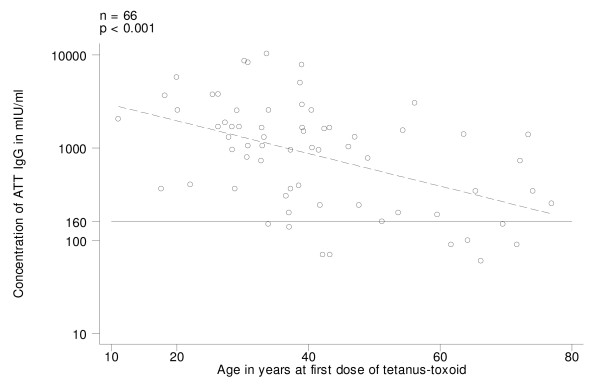 n = 66
p < 0.001
Concentration of ATT IgG in mIU/ml
10000
1000
160
100
10
10 20 40 60 80
Age in years at first dose of tetanus-toxoid